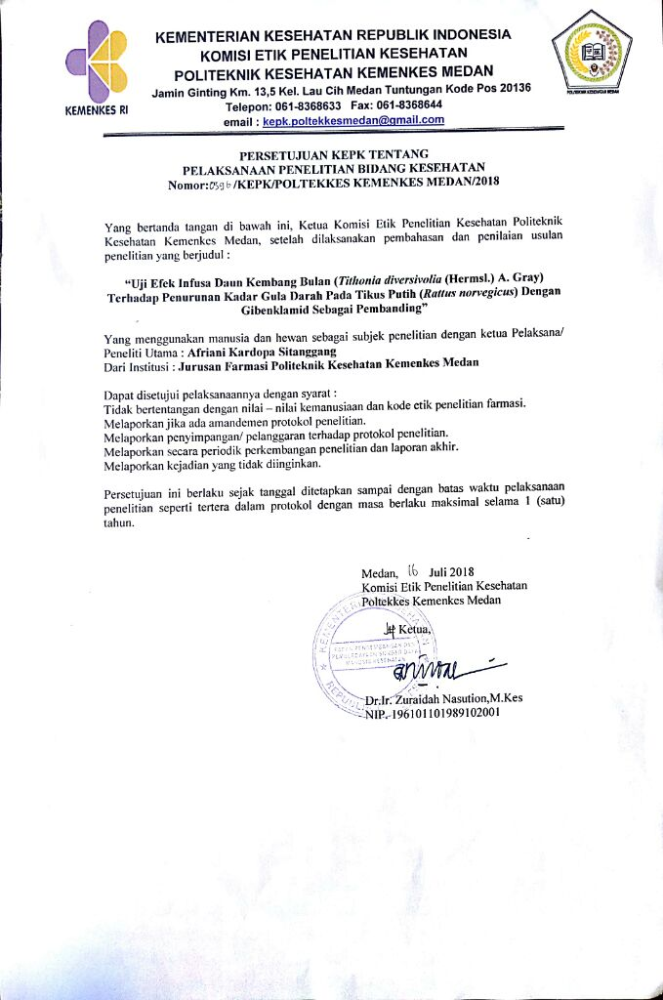 KEMENTERIAN KESEHATAN REPUBLIK INDONESIA
KOMISI ETIK PENELITIAN KESEHATAN
POLITEKNIK KESEHATAN KEMENKES MEDAN
Jamin Ginting Km. 13,5 Kel. Lau Cih Medan Tuntungan Kode Pos 20136
Telepon: 061-8368633 Fax: 061-8368644
email : kepk.poltekkesmedan@gmail.com
KEMENKES RI
POLITEKNIK KESEHATAN MEDAN
PERSETUJUAN KEPK TENTANG
PELAKSANAAN PENELITIAN BIDANG KESEHATAN
Nomor:0396/KEPK/POLTEKKES KEMENKES MEDAN/2018
Yang bertanda tangan di bawah ini, Ketua Komisi Etik Penelitian Kesehatan Politeknik
Kesehatan Kemenkes Medan, setelah dilaksanakan pembahasan dan penilaian usulan
penelitian yang berjudul :
“Uji Efek Infusa Daun Kembang Bulan (Tithonia diversivolia (Hermsl.) A. Gray)
Terhadap Penurunan Kadar Gula Darah Pada Tikus Putih (Rattus norvegicus) Dengan
Gibenklamid Sebagai Pembanding”
Yang menggunakan manusia dan hewan sebagai subjek penelitian dengan ketua Pelaksana/
Peneliti Utama : Afriani Kardopa Sitanggang
Dari Institusi : Jurusan Farmasi Politeknik Kesehatan Kemenkes Medan
Dapat disetujui pelaksanaannya dengan syarat :
Tidak bertentangan dengan nilai – nilai kemanusiaan dan kode etik penelitian farmasi.
Melaporkan jika ada amandemen protokol penelitian.
Melaporkan penyimpangan/ pelanggaran terhadap protokol penelitian.
Melaporkan secara periodik perkembangan penelitian dan laporan akhir.
Melaporkan kejadian yang tidak diinginkan.
Persetujuan ini berlaku sejak tanggal ditetapkan sampai dengan batas waktu pelaksanaan
penelitian seperti tertera dalam protokol dengan masa berlaku maksimal selama 1 (satu)
tahun.
Medan, 16 Juli 2018
Komisi Etik Penelitian Kesehatan
Poltekkes Kemenkes Medan
Ketua,
BADAN PENGEMBANGAN DAN
PEMBERDAYAAN SUMBER DAYA
MANUSIA KESEHATAN
Dr.Ir. Zuraidah Nasution,M.Kes
NIP. 196101101989102001